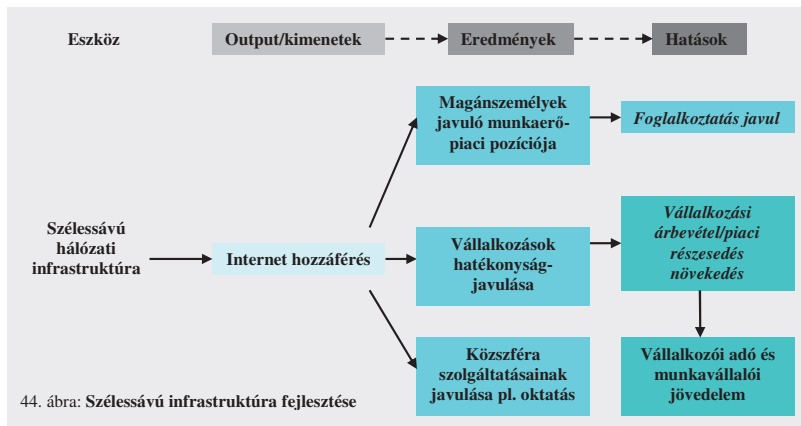 Eszköz
Output/kimenetek
Eredmények
Hatások
Magánszemélyek
javuló munkaerő-
piaci pozíciója
Foglalkoztatás javul
Szélessávú
hálózati
infrastruktúra
Internet hozzáférés
Vállalkozások
hatékonyság-
javulása
Vállalkozási
árbevétel/piaci
részesedés
növekedés
Közszféra
szolgáltatásainak
javulása pl. oktatás
Vállalkozói adó és
munkavállalói
jövedelem
44. ábra: Szélessávú infrastruktúra fejlesztése